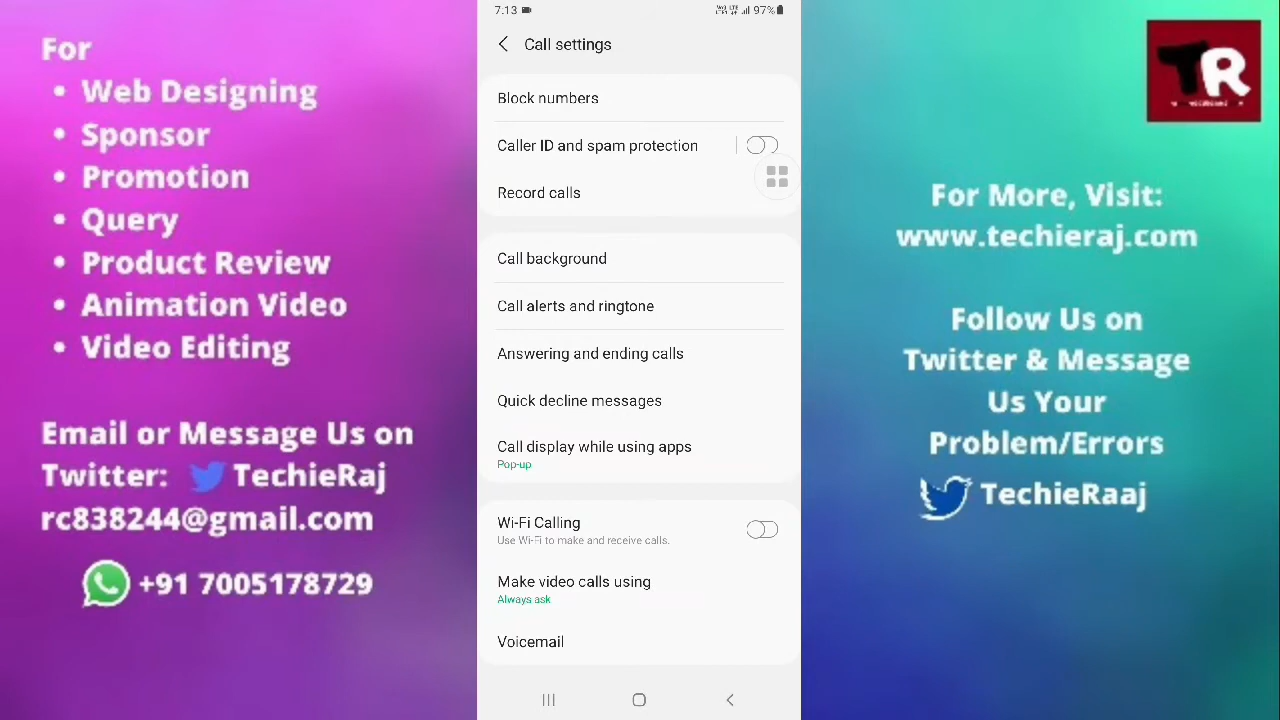 For
• Web Designing
• Sponsor
• Promotion
• Query
• Product Review
• Animation Video
• Video Editing
Email or Message Us on
Twitter: TechieRaj
rc838244@gmail.com
+91 7005178729
7:13
97%
Call settings
Block numbers
Caller ID and spam protection
Record calls
Call background
Call alerts and ringtone
Answering and ending calls
Quick decline messages
Call display while using apps
Pop-up
Wi-Fi Calling
Use Wi-Fi to make and receive calls.
Make video calls using
Always ask
Voicemail
TR
For More, Visit:
www.techieraj.com
Follow Us on
Twitter & Message
Us Your
Problem/Errors
TechieRaaj